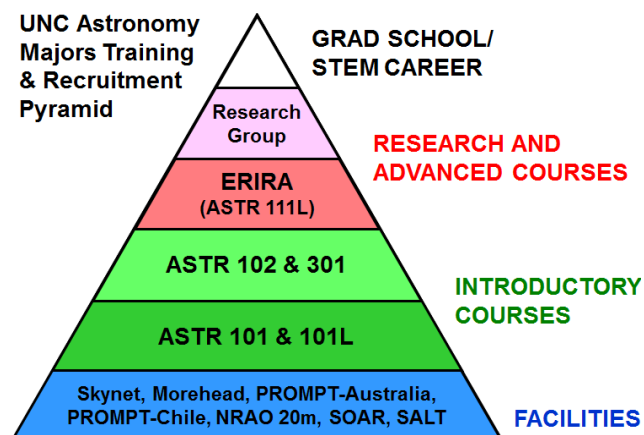 UNC Astronomy
Majors Training
& Recruitment
Pyramid
GRAD SCHOOL/
STEM CAREER
Research
Group
RESEARCH AND
ADVANCED COURSES
ERIRA
(ASTR 111L)
ASTR 102 & 301
INTRODUCTORY
COURSES
ASTR 101 & 101L
Skynet, Morehead, PROMPT-Australia,
PROMPT-Chile, NRAO 20m, SOAR, SALT
FACILITIES